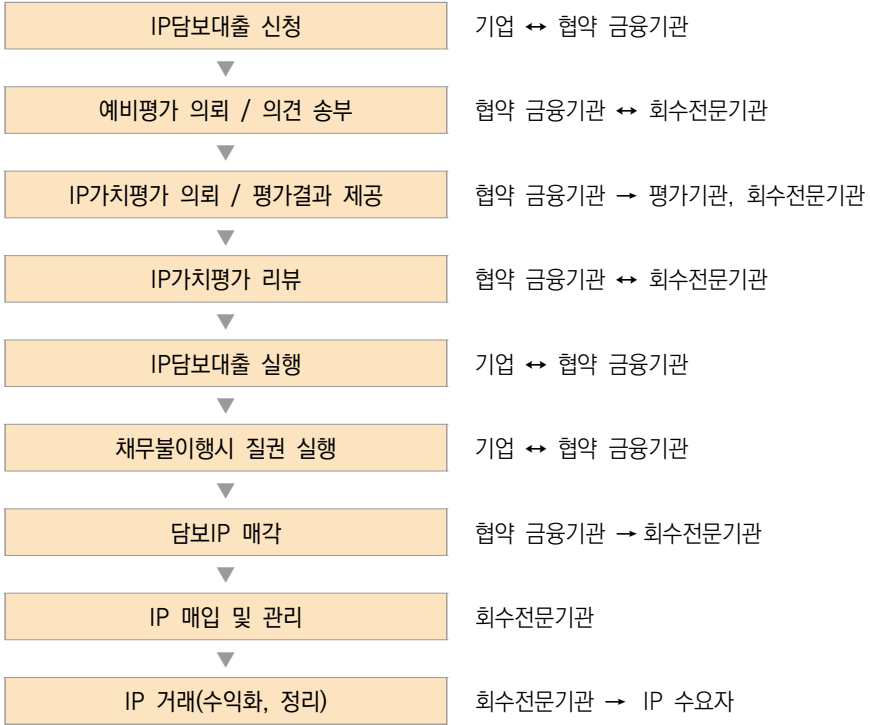 IP담보대출 신청 기업 ↔ 협약 금융기관
▼
예비평가 의뢰 / 의견 송부 협약 금융기관 ↔ 회수전문기관
▼
IP가치평가 의뢰 / 평가결과 제공 협약 금융기관 → 평가기관, 회수전문기관
▼
IP가치평가 리뷰 협약 금융기관 ↔ 회수전문기관
▼
IP담보대출 실행 기업 ↔ 협약 금융기관
▼
채무불이행시 질권 실행 기업 ↔ 협약 금융기관
▼
담보IP 매각 협약 금융기관 → 회수전문기관
▼
IP 매입 및 관리 회수전문기관
▼
IP 거래(수익화, 정리) 회수전문기관 → IP 수요자